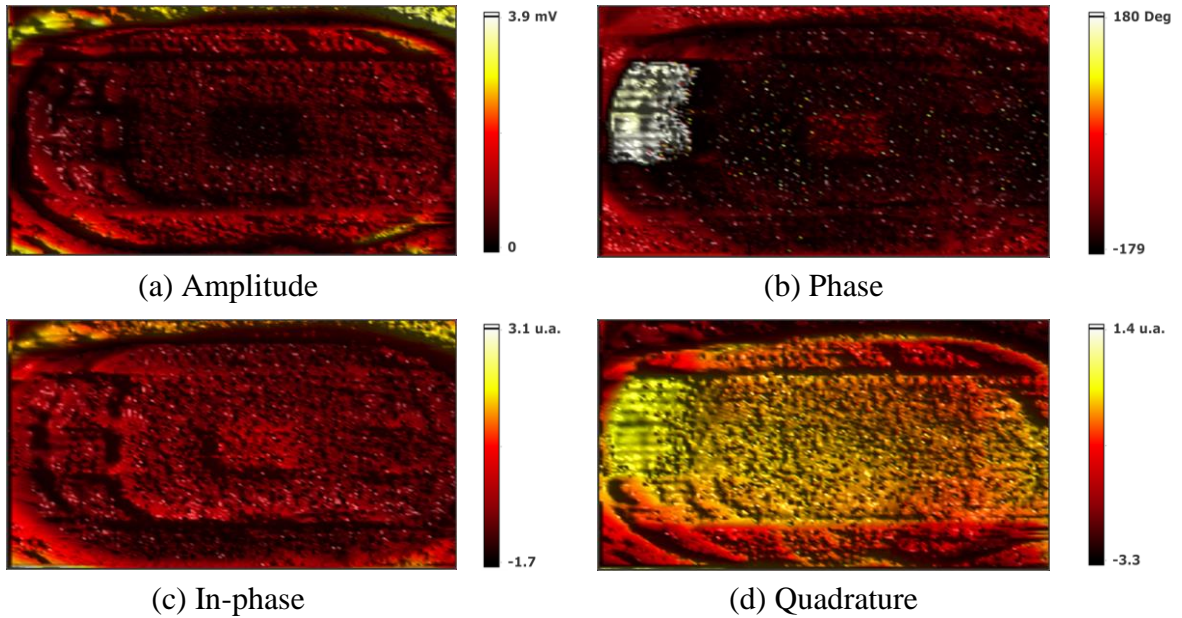 3.9 mV
0
(a) Amplitude
180 Deg
-179
(b) Phase
3.1 u.a.
-1.7
(c) In-phase
1.4 u.a.
-3.3
(d) Quadrature